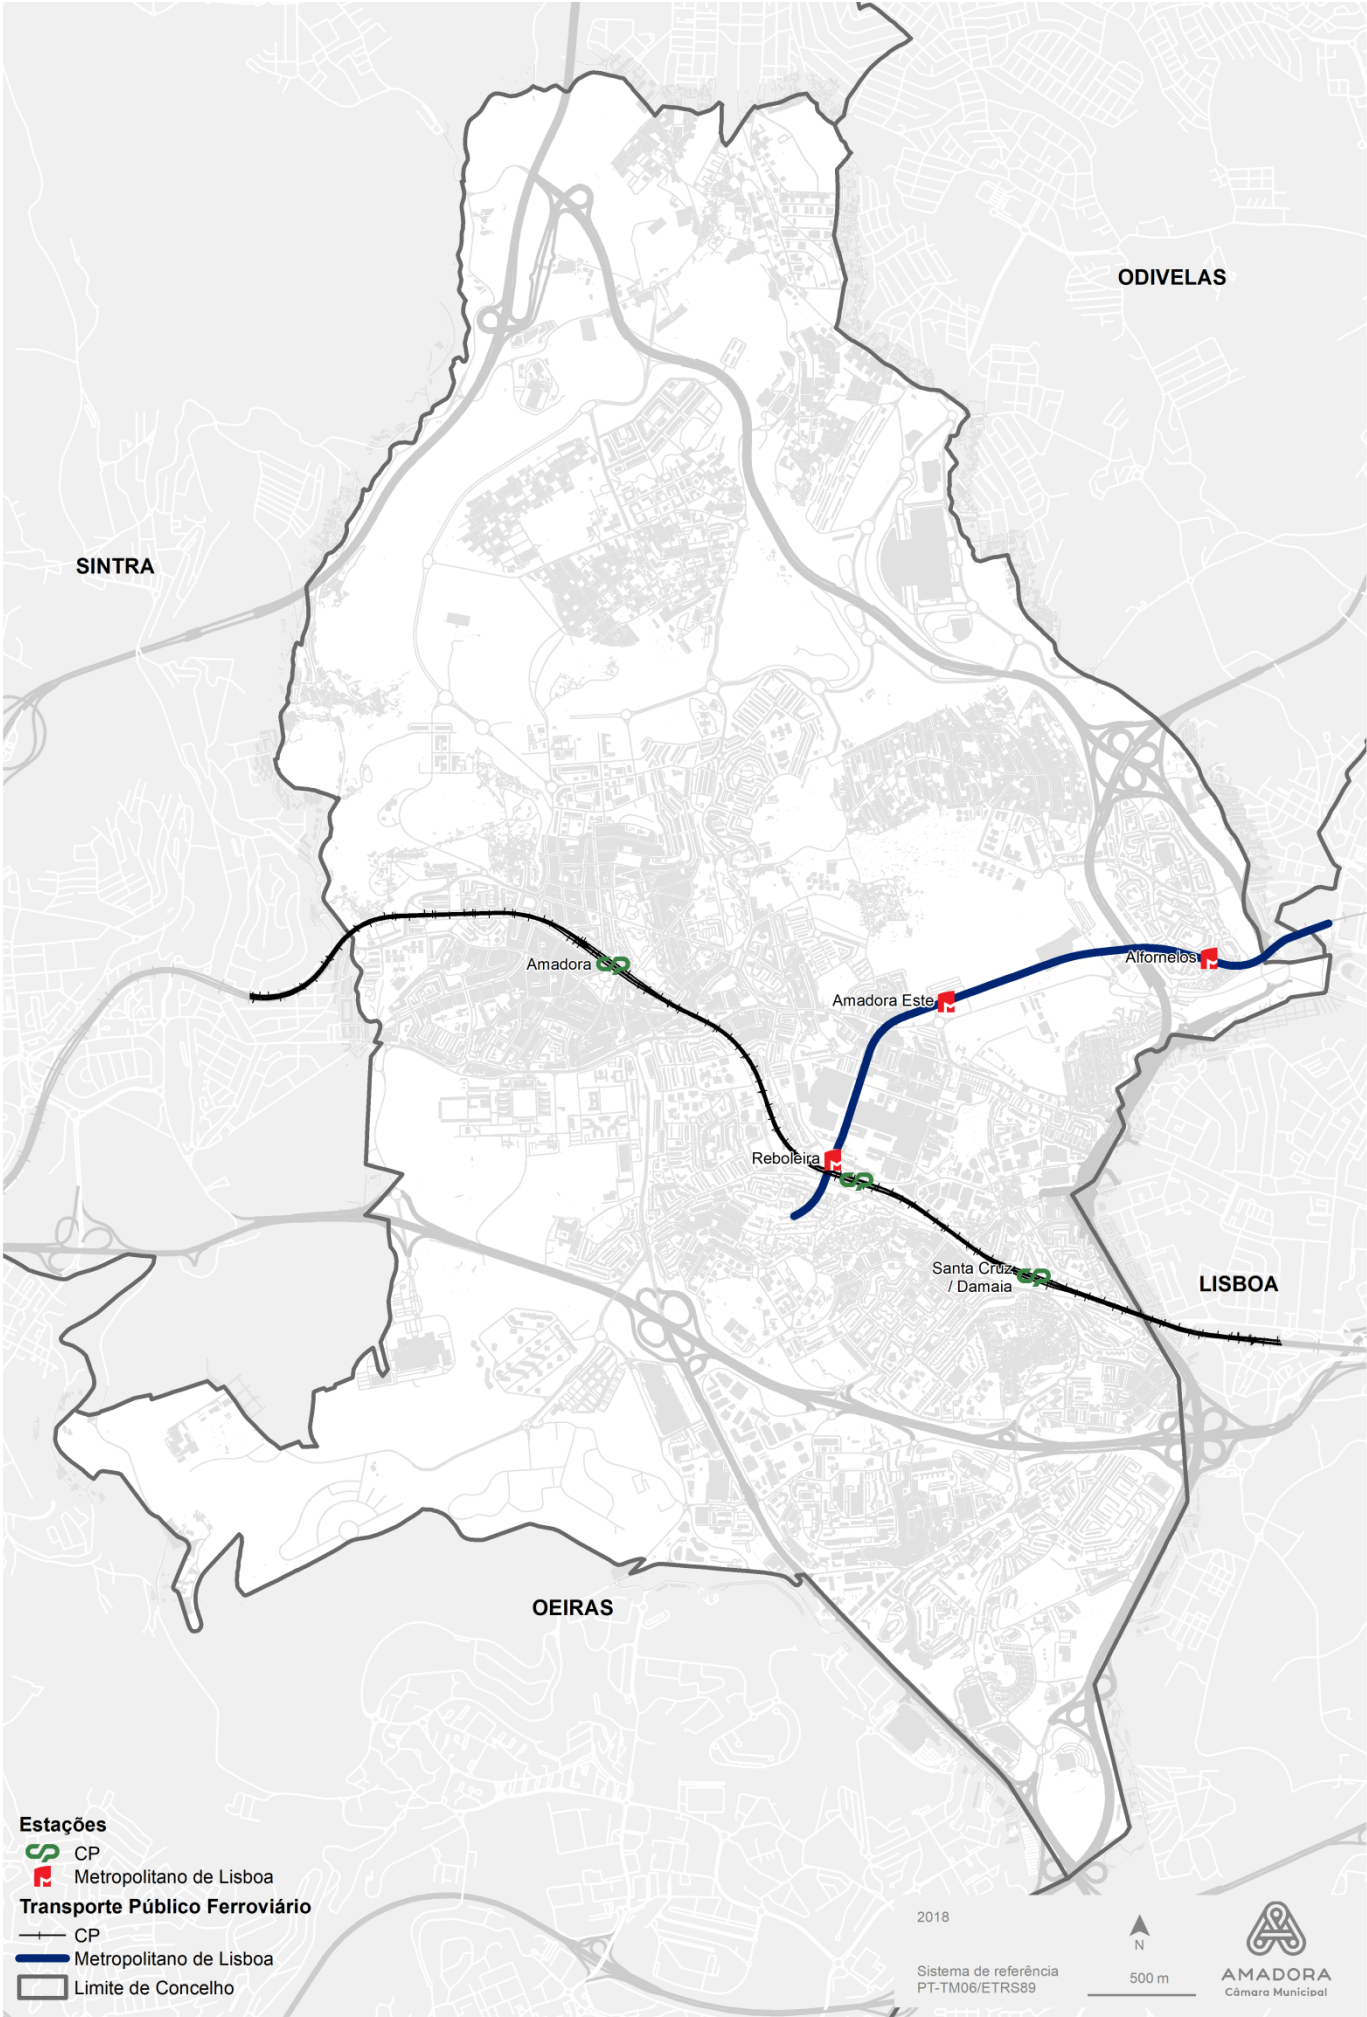 ODIVELAS
SINTRA
Amadora
Alfornelos
Amadora Este
Reboleira
Santa Cruz
/ Damaia
LISBOA
OEIRAS
Estações
CP
Metropolitano de Lisboa
Transporte Público Ferroviário
CP
Metropolitano de Lisboa
Limite de Concelho
2018
N
Sistema de referência
PT-TM06/ETRS89
500 m
AMADORA
Câmara Municipal